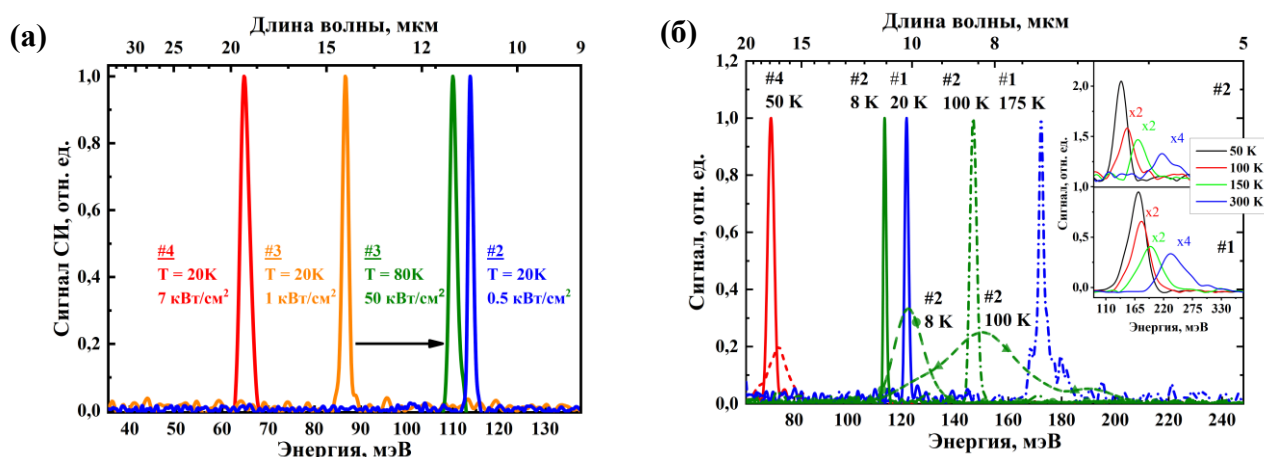 (а)
Длина волны, мкм
30 25 20 15 10 9
1,0
0,8
0,6
0,4
0,2
0,0
Сигнал СИ, отн. ед.
#4
T = 20K
7 кВт/см²
#3
T = 20K
1 кВт/см²
#3
T = 80K
50 кВт/см²
#2
T = 20K
0.5 кВт/см²
40 50 60 70 80 90 100 110 120 130
Энергия, мэВ
(б)
Длина волны, мкм
20 15 10 8 5
1,2
1,0
0,8
0,6
0,4
0,2
0,0
Сигнал, отн. ед.
#4
50 K
#2
8 K
#1
20 K
#2
100 K
#1
175 K
#2
8 K
#2
100 K
80 100 120 140 160 180 200 220 240
Энергия, мэВ
2,0
1,5
1,0
0,5
0,0
Сигнал, отн. ед.
#2
x2
x2
x4
50 K
100 K
150 K
300 K
x2
x2
x4
#1
110 165 220 275 330
Энергия, мэВ